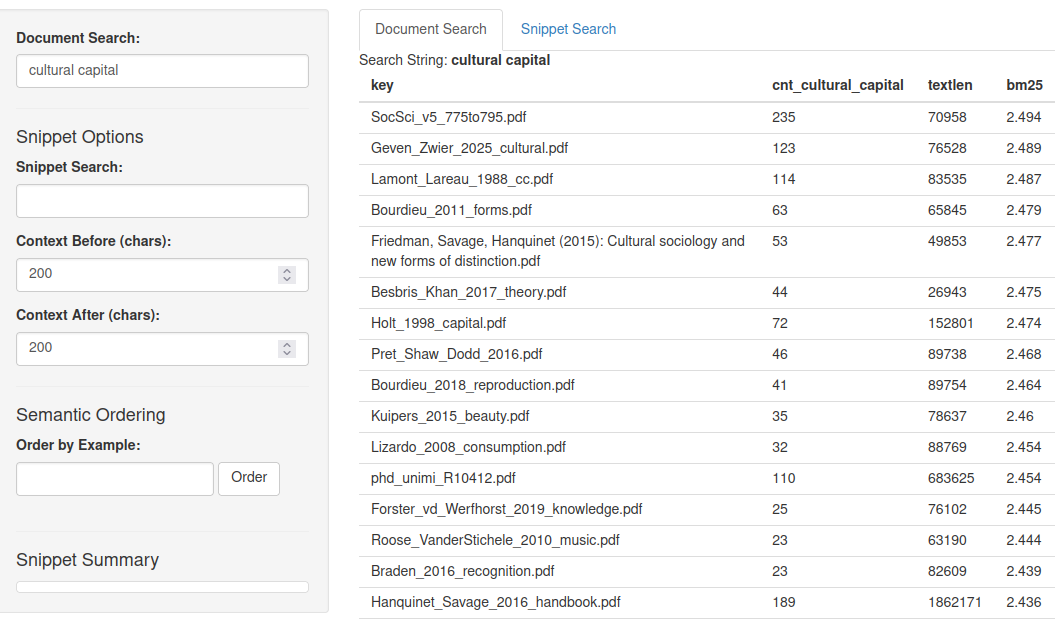 Document Search:
cultural capital
Snippet Options
Snippet Search:
Context Before (chars):
200
Context After (chars):
200
Semantic Ordering
Order by Example:
Order
Snippet Summary
Document Search Snippet Search
Search String: cultural capital
key cnt_cultural_capital textlen bm25
SocSci_v5_775to795.pdf 235 70958 2.494
Geven_Zwier_2025_cultural.pdf 123 76528 2.489
Lamont_Lareau_1988_cc.pdf 114 83535 2.487
Bourdieu_2011_forms.pdf 63 65845 2.479
Friedman, Savage, Hanquinet (2015): Cultural sociology and 53 49853 2.477
new forms of distinction.pdf
Besbris_Khan_2017_theory.pdf 44 26943 2.475
Holt_1998_capital.pdf 72 152801 2.474
Pret_Shaw_Dodd_2016.pdf 46 89738 2.468
Bourdieu_2018_reproduction.pdf 41 89754 2.464
Kuipers_2015_beauty.pdf 35 78637 2.46
Lizardo_2008_consumption.pdf 32 88769 2.454
phd_unimi_R10412.pdf 110 683625 2.454
Forster_vd_Werfhorst_2019_knowledge.pdf 25 76102 2.445
Roose_VanderStichele_2010_music.pdf 23 63190 2.444
Braden_2016_recognition.pdf 23 82609 2.439
Hanquinet_Savage_2016_handbook.pdf 189 1862171 2.436